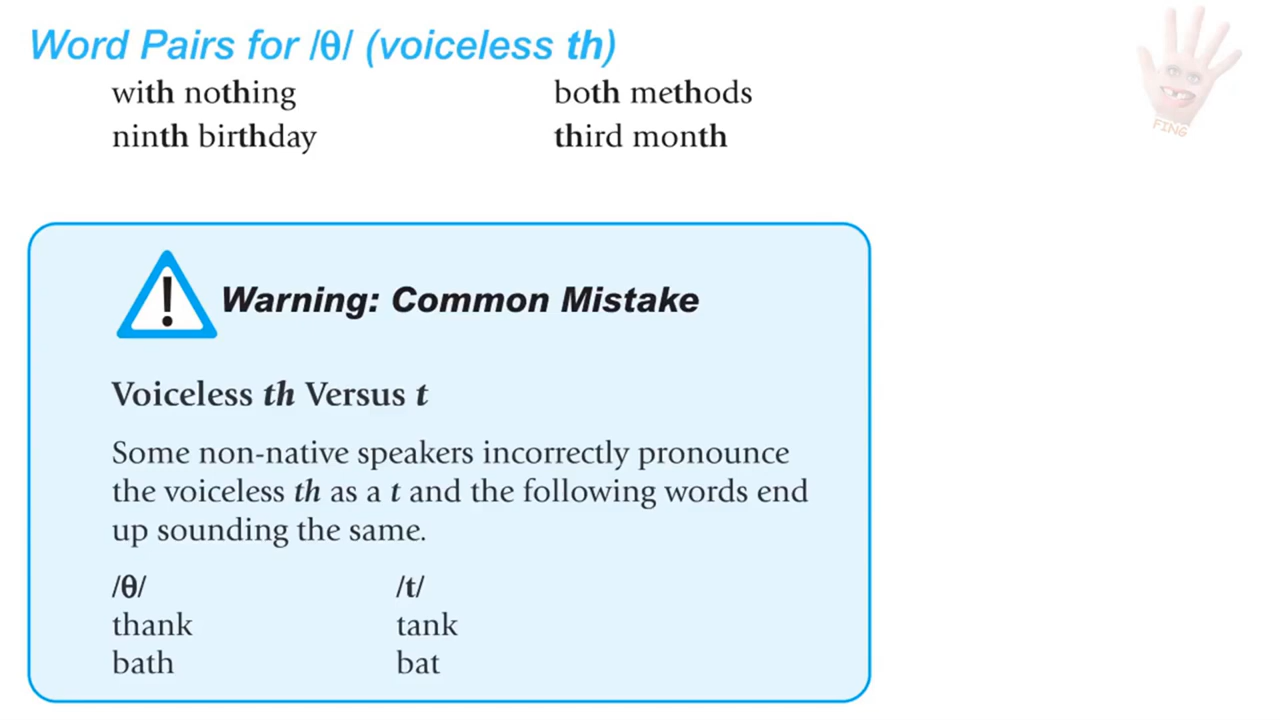 Word Pairs for /θ/ (voiceless th)
with nothing both methods
ninth birthday third month
FING
Warning: Common Mistake
Voiceless th Versus t
Some non-native speakers incorrectly pronounce
the voiceless th as a t and the following words end
up sounding the same.
/θ/ /t/
thank tank
bath bat